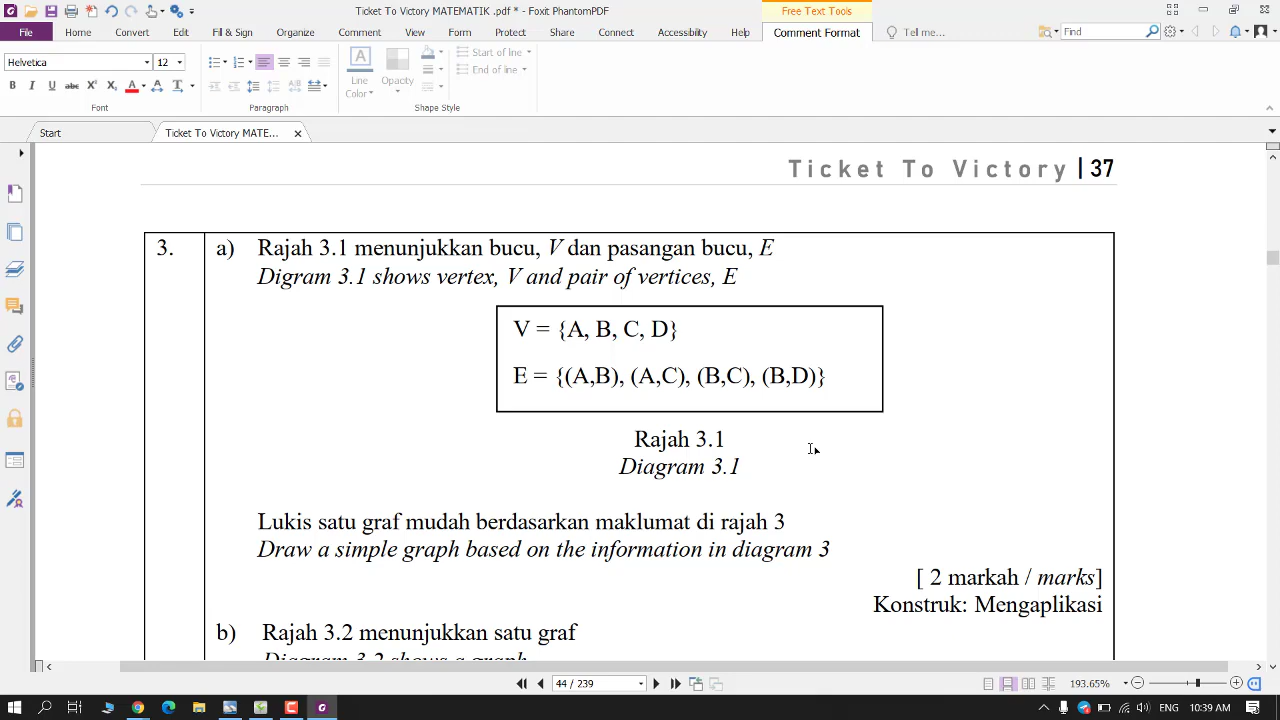 Ticket To Victory MATEMATIK .pdf * - Foxit PhantomPDF
Free Text Tools
File Home Convert Edit Fill & Sign Organize Comment View Form Protect Share Connect Accessibility Help Comment Format Tell me... Find
Helvetica 12
Start of line
End of line
Line Color
Opacity
Font Paragraph Shape Style
Start
Ticket To Victory MATE...
Ticket To Victory | 37
3. a) Rajah 3.1 menunjukkan bucu, V dan pasangan bucu, E
Digram 3.1 shows vertex, V and pair of vertices, E
V = {A, B, C, D}
E = {(A,B), (A,C), (B,C), (B,D)}
Rajah 3.1
Diagram 3.1
Lukis satu graf mudah berdasarkan maklumat di rajah 3
Draw a simple graph based on the information in diagram 3
[ 2 markah / marks]
Konstruk: Mengaplikasi
b) Rajah 3.2 menunjukkan satu graf
Diagram 3.2 shows a graph
44 / 239
193.65%
ENG 10:39 AM